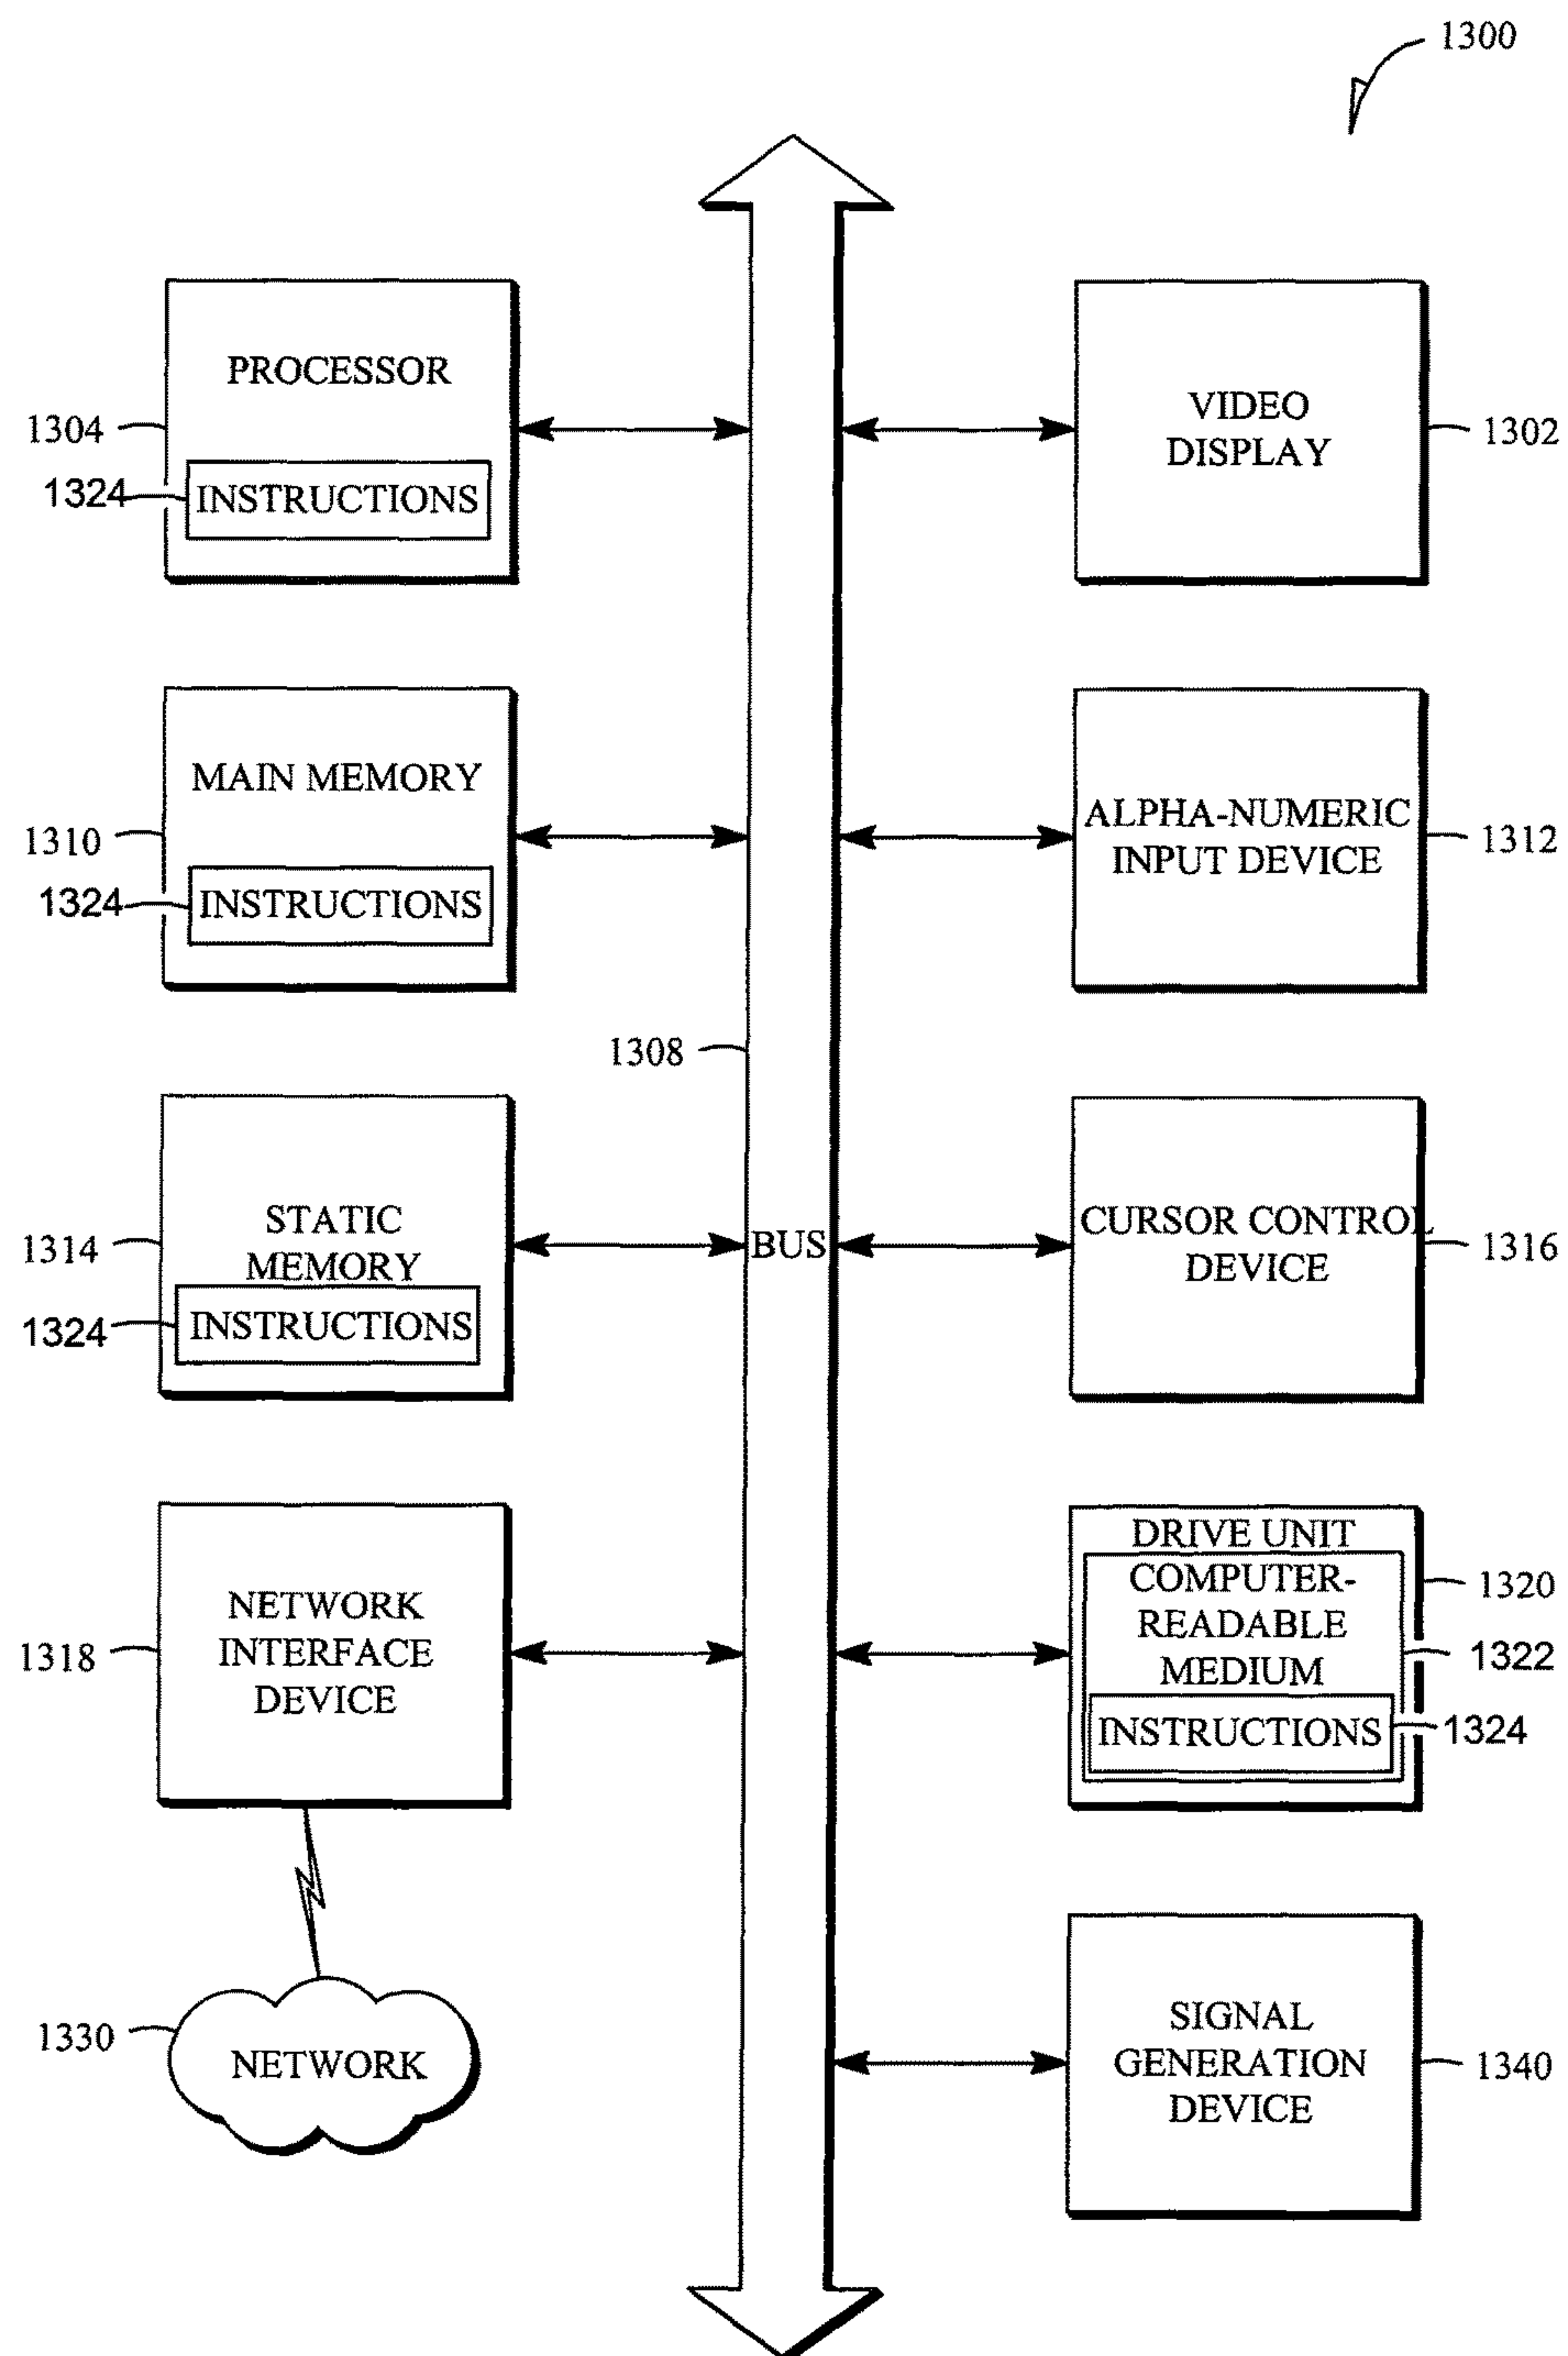 1300
PROCESSOR
1304
1324
INSTRUCTIONS
VIDEO
DISPLAY
1302
MAIN MEMORY
1310
1324
INSTRUCTIONS
ALPHA-NUMERIC
INPUT DEVICE
1312
1308
BUS
STATIC
MEMORY
1314
1324
INSTRUCTIONS
CURSOR CONTROL
DEVICE
1316
NETWORK
INTERFACE
DEVICE
1318
DRIVE UNIT
1320
COMPUTER-
READABLE
MEDIUM
1322
INSTRUCTIONS
1324
1330
NETWORK
SIGNAL
GENERATION
DEVICE
1340